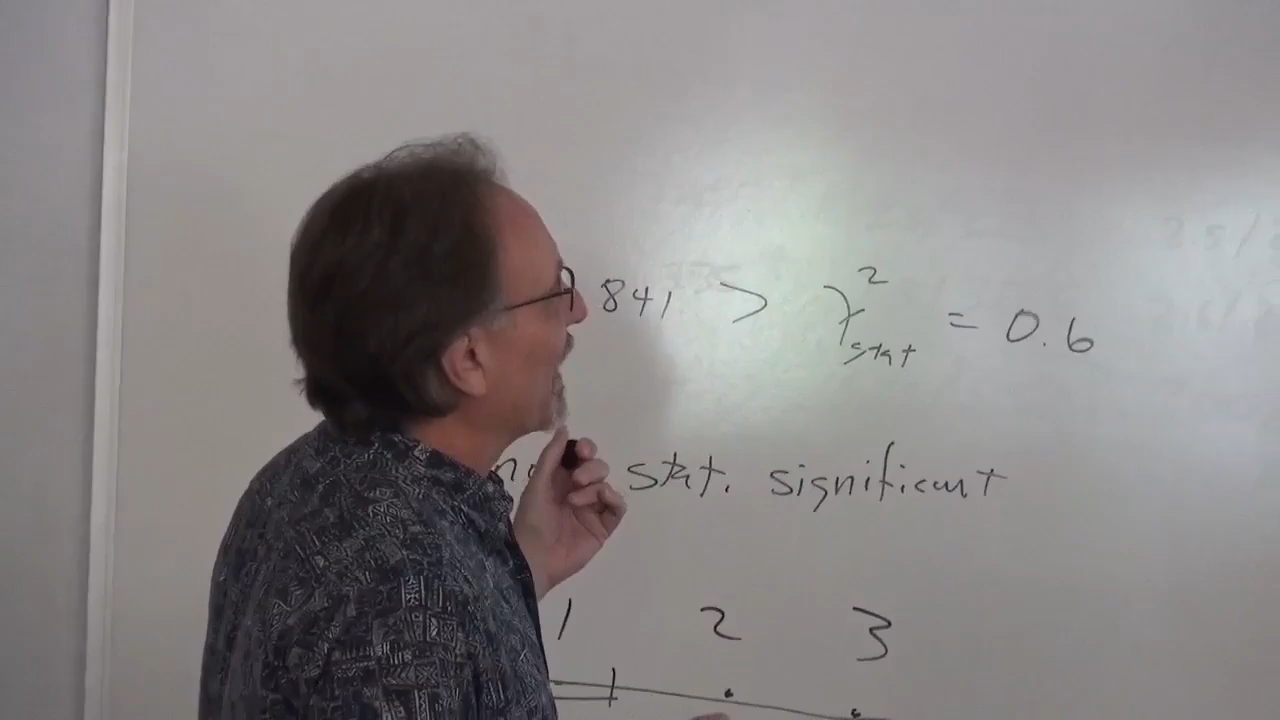 841 > χ²stat = 0.6
stat. significant
1 2 3